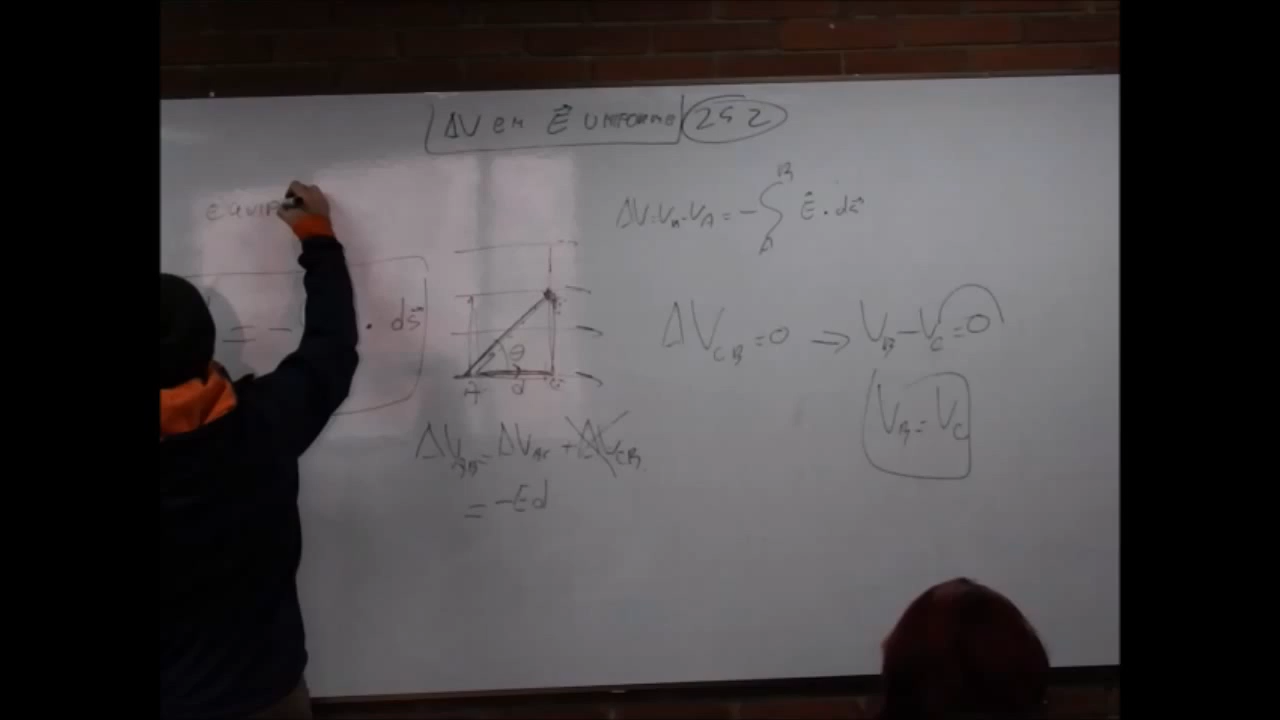 ΔV em E⃗ UNIFORME 25 2
EQUIP
ΔV=V_B-V_A = -∫_A^B E⃗ · ds⃗
= - · ds⃗
θ
A d C
ΔV_CB = 0 → V_B - V_C = 0
V_B = V_C
ΔV_AB = ΔV_AC + ΔV_CB
= -Ed